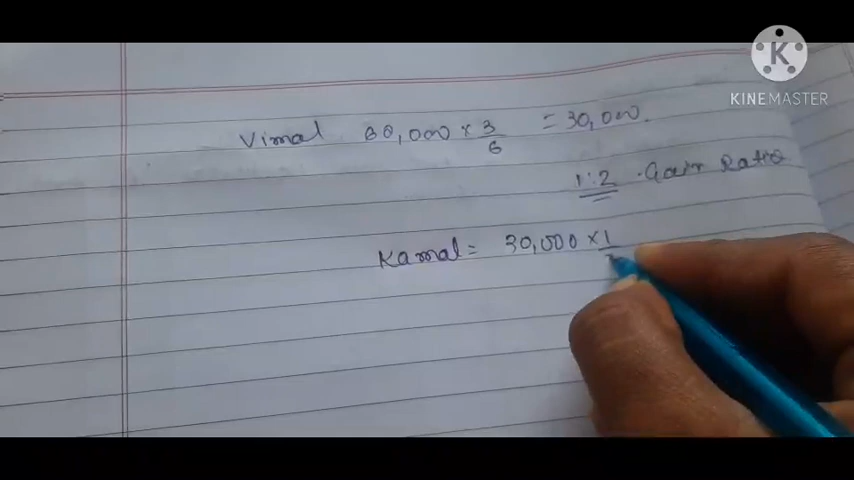 KINEMASTER
Vimal 60,000 × 3/6 = 30,000.
1:2 . Gain Ratio
Kamal = 30,000 × 1